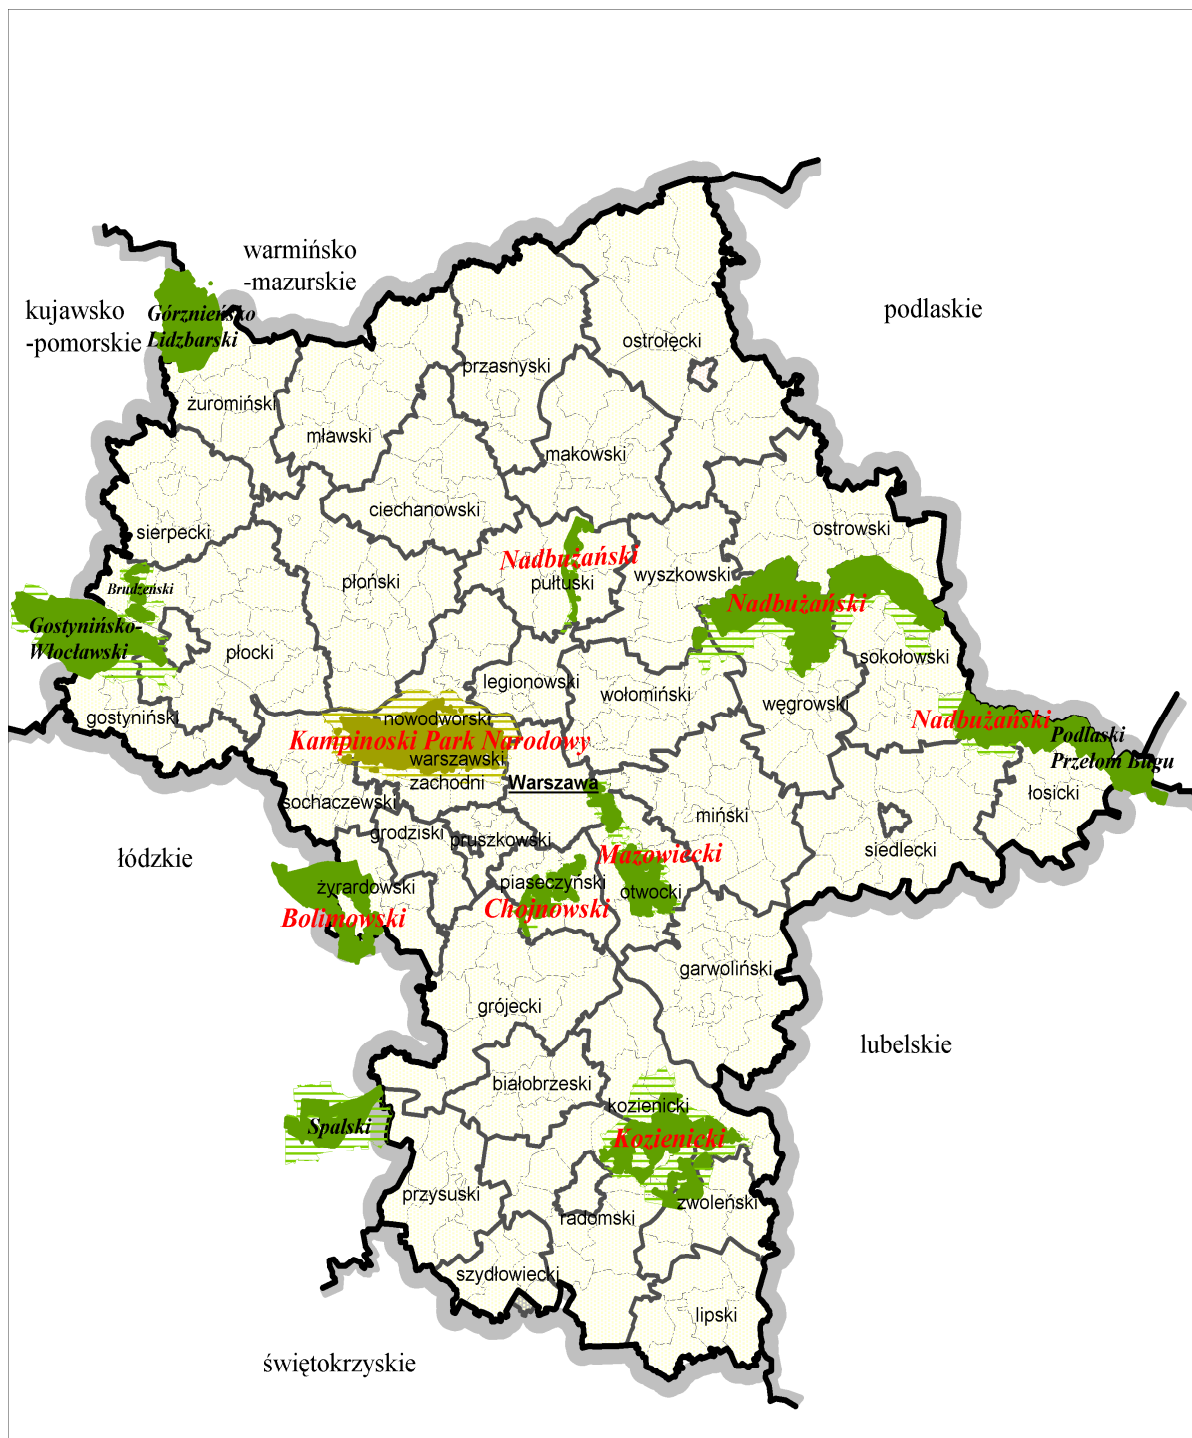 warmińsko
-mazurskie
kujawsko
-pomorskie
podlaskie
Górznieńsko
Lidzbarski
ostrołęcki
przasnyski
żuromiński
mławski
makowski
ciechanowski
sierpecki
ostrowski
Nadbużański
pułtuski
wyszkowski
płoński
Brudzeński
Nadbużański
Gostynińsko-
Włocławski
płocki
sokołowski
legionowski
wołomiński
węgrowski
gostyniński
nowodworski
Nadbużański
Kampinoski Park Narodowy
Podlaski
Przełom Bugu
warszawski
zachodni
Warszawa
łosicki
sochaczewski
miński
grodziski
pruszkowski
siedlecki
łódzkie
Mazowiecki
żyrardowski
piaseczyński
otwocki
Chojnowski
Bolimowski
garwoliński
grójecki
lubelskie
białobrzeski
kozienicki
Spalski
Kozienicki
przysuski
zwoleński
radomski
szydłowiecki
lipski
świętokrzyskie